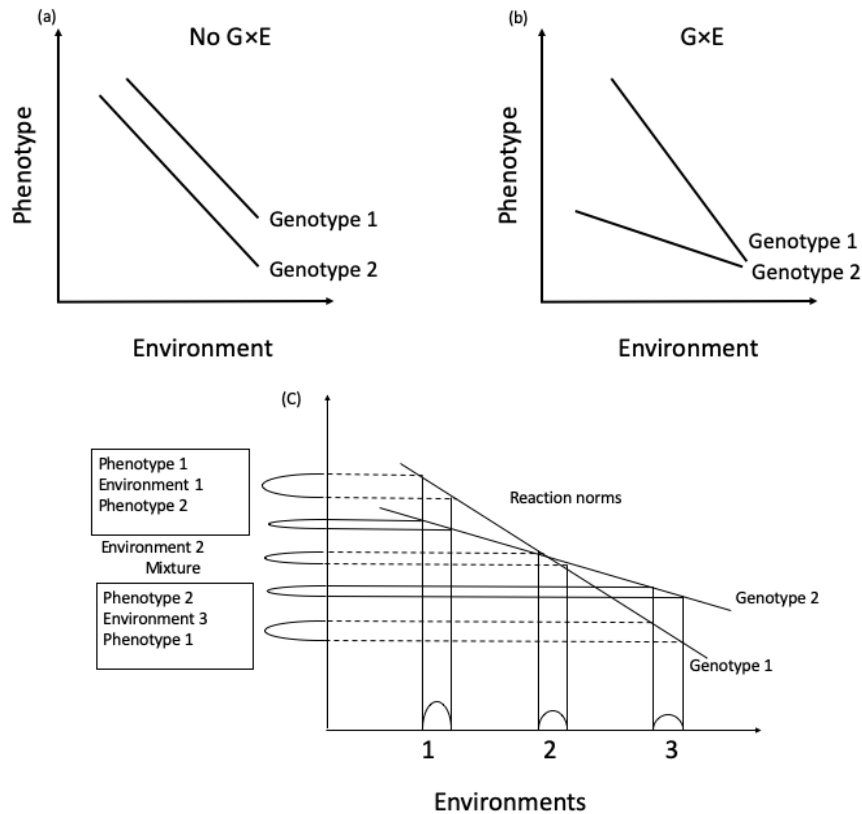 (a)
No G×E
Phenotype
Genotype 1
Genotype 2
Environment
(b)
G×E
Phenotype
Genotype 1
Genotype 2
Environment
(C)
Phenotype 1
Environment 1
Phenotype 2
Environment 2
Mixture
Phenotype 2
Environment 3
Phenotype 1
Reaction norms
Genotype 2
Genotype 1
1 2 3
Environments